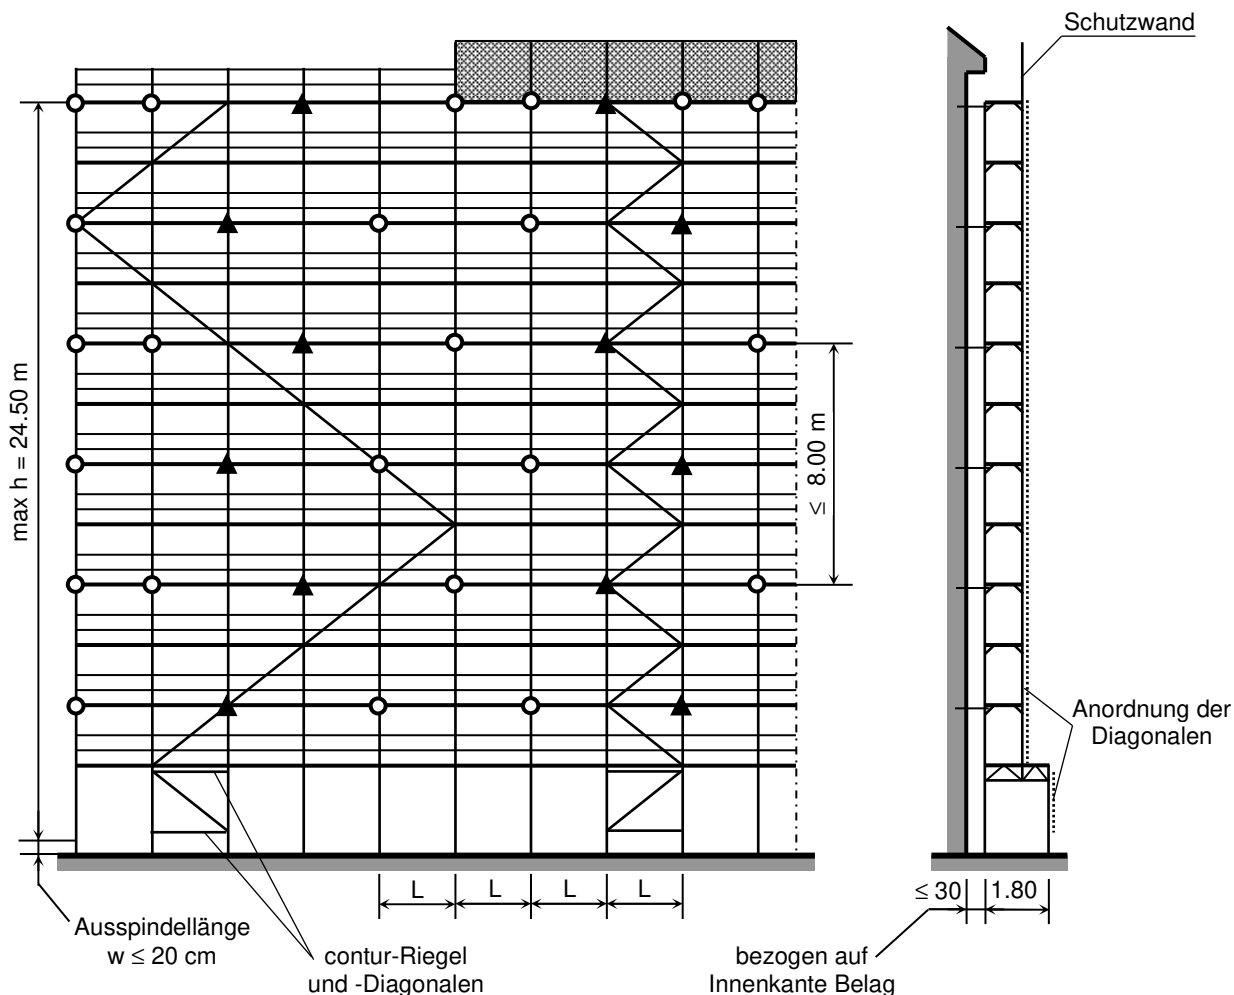 Schutzwand
max h = 24.50 m
≤ 8.00 m
Anordnung der
Diagonalen
L L L L
≤ 30 1.80
Ausspindellänge
w ≤ 20 cm
contur-Riegel
und -Diagonalen
bezogen auf
Innenkante Belag